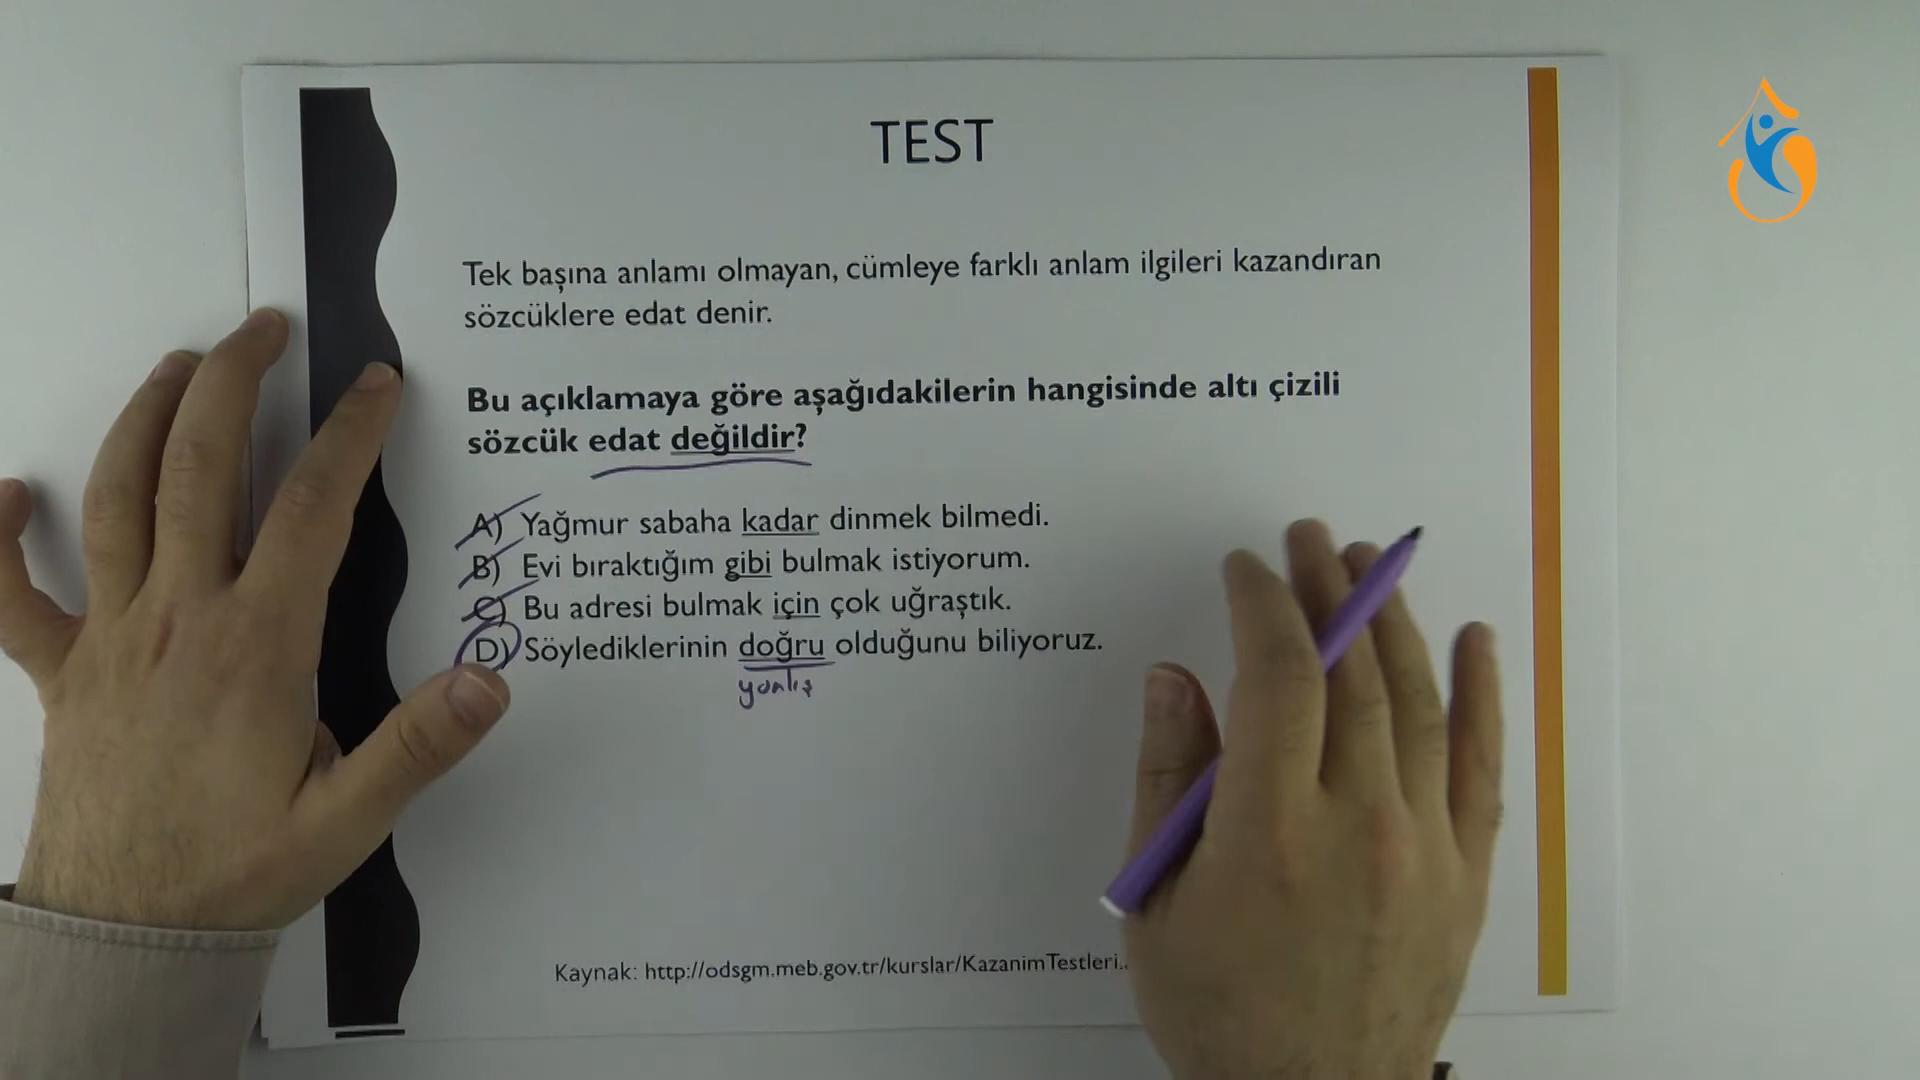 TEST
Tek başına anlamı olmayan, cümleye farklı anlam ilgileri kazandıran
sözcüklere edat denir.
Bu açıklamaya göre aşağıdakilerin hangisinde altı çizili
sözcük edat değildir?
A) Yağmur sabaha kadar dinmek bilmedi.
B) Evi bıraktığım gibi bulmak istiyorum.
C) Bu adresi bulmak için çok uğraştık.
D) Söylediklerinin doğru olduğunu biliyoruz.
yanlış
Kaynak: http://odsgm.meb.gov.tr/kurslar/KazanimTestleri..